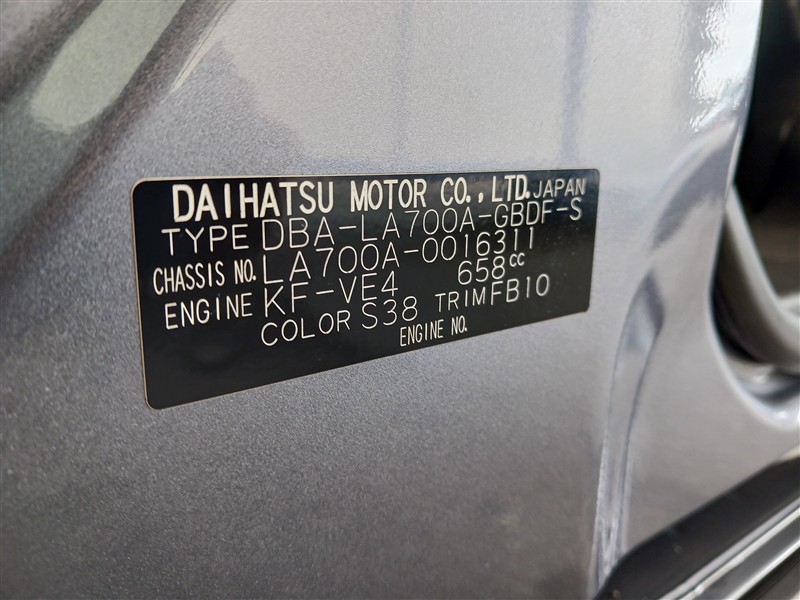 DAIHATSU MOTOR CO., LTD. JAPAN
TYPE DBA-LA700A-GBDF-S
CHASSIS NO. LA700A-0016311
ENGINE KF-VE4 658cc
COLOR S38 TRIM FB10
ENGINE NO.